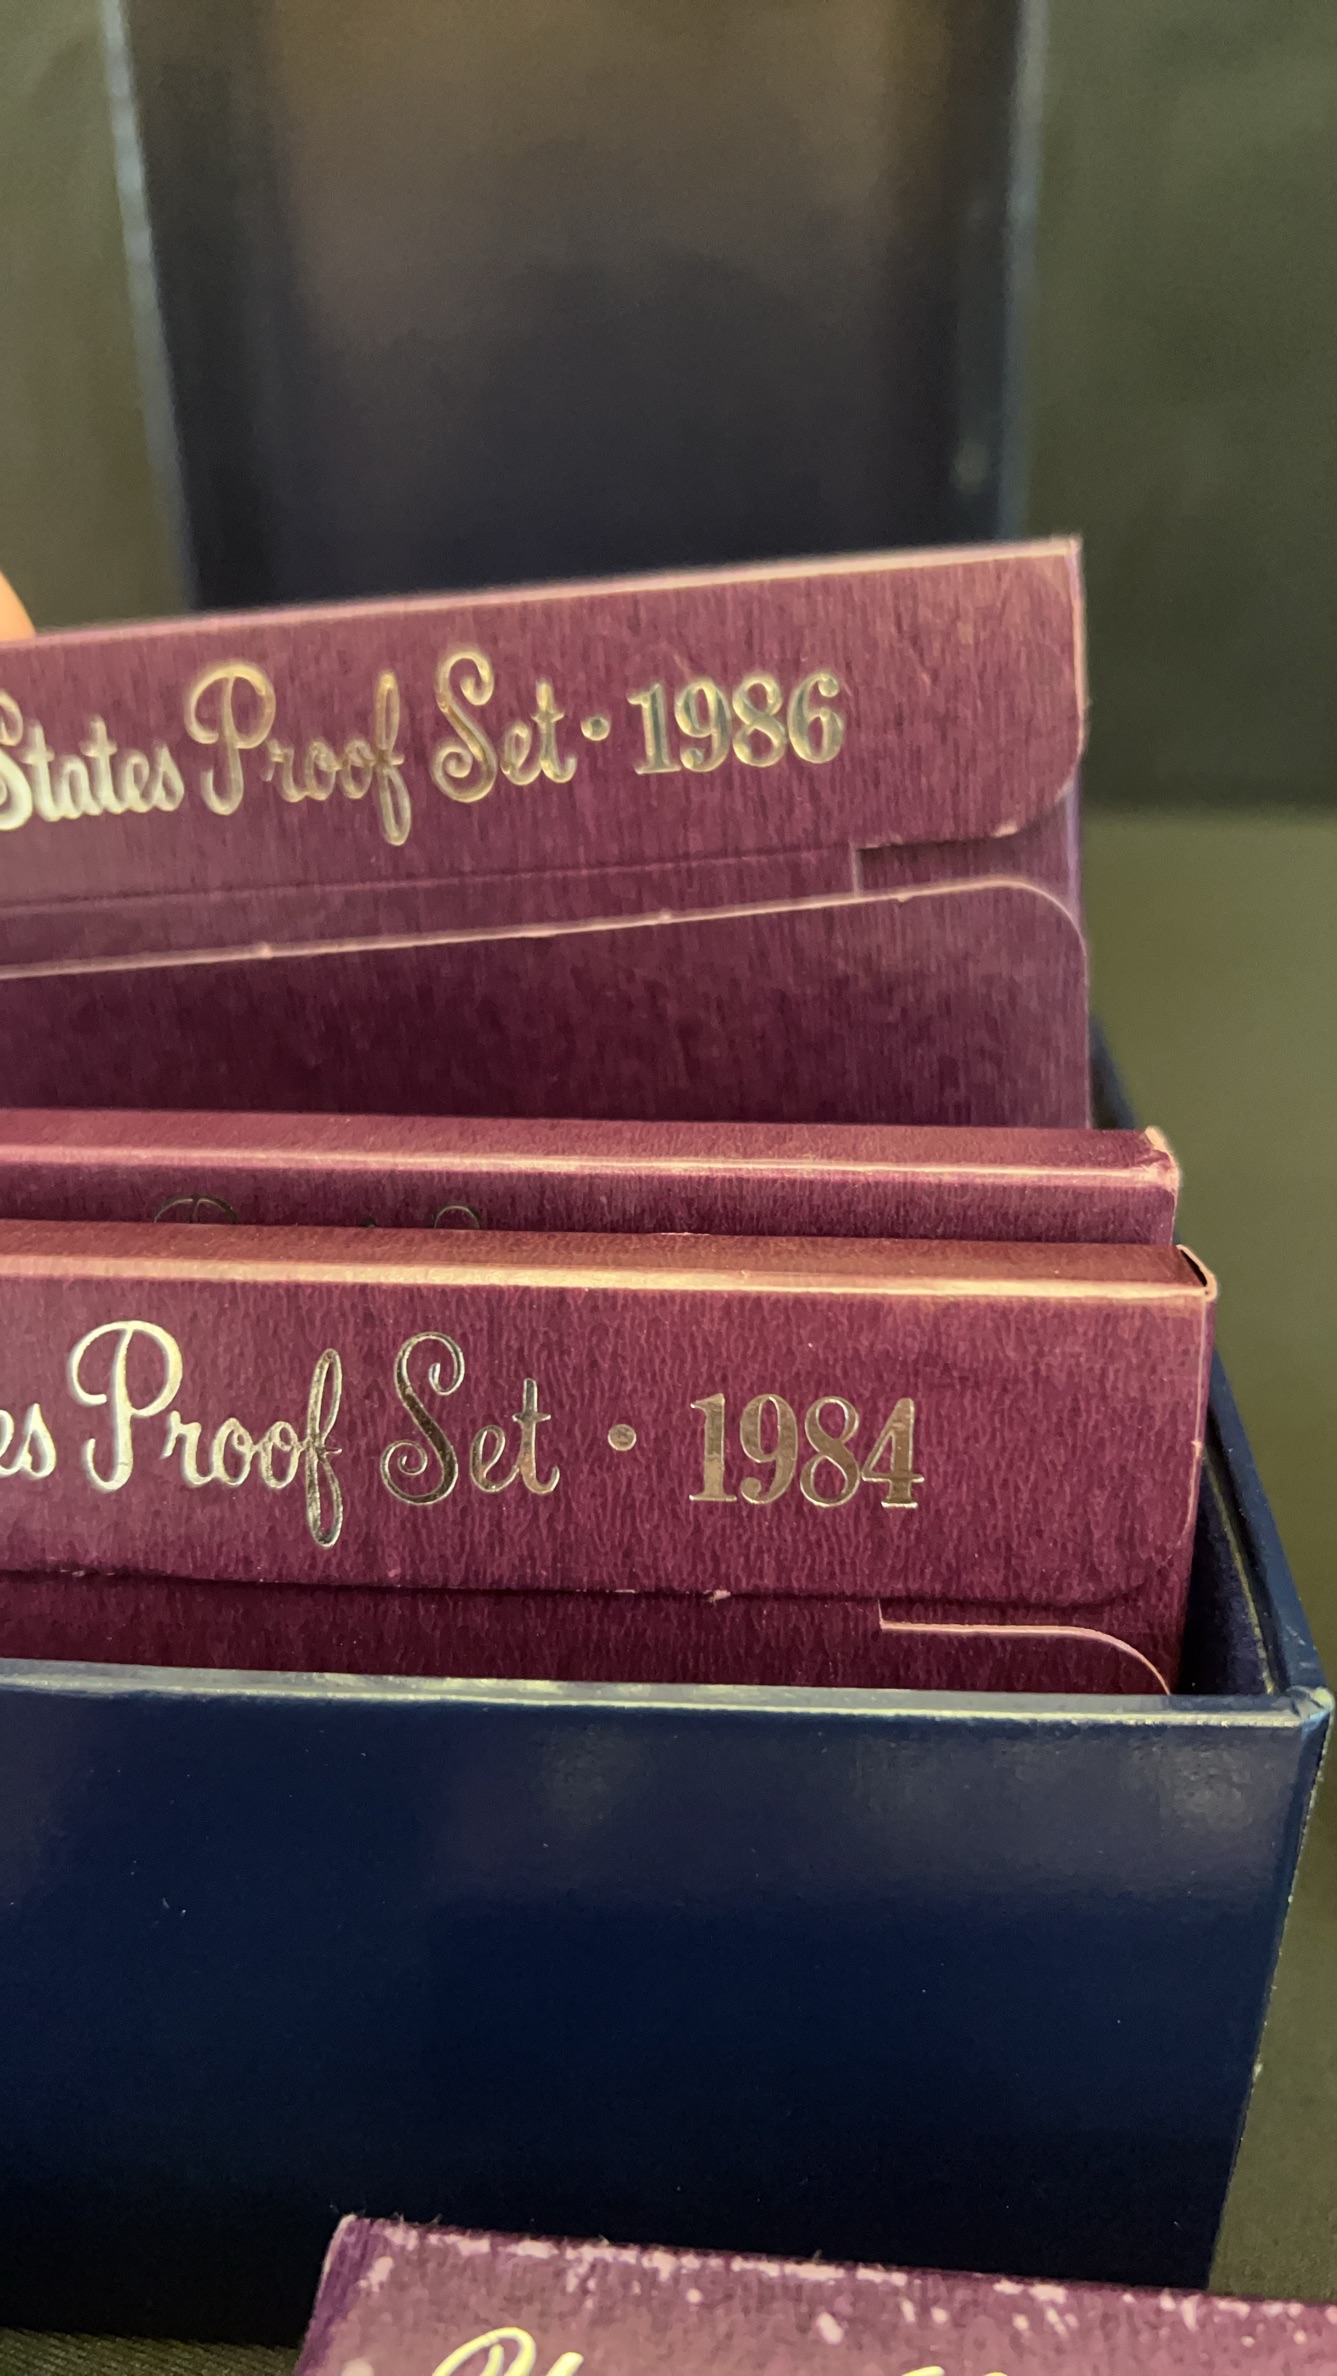 States Proof Set · 1986
es Proof Set · 1984